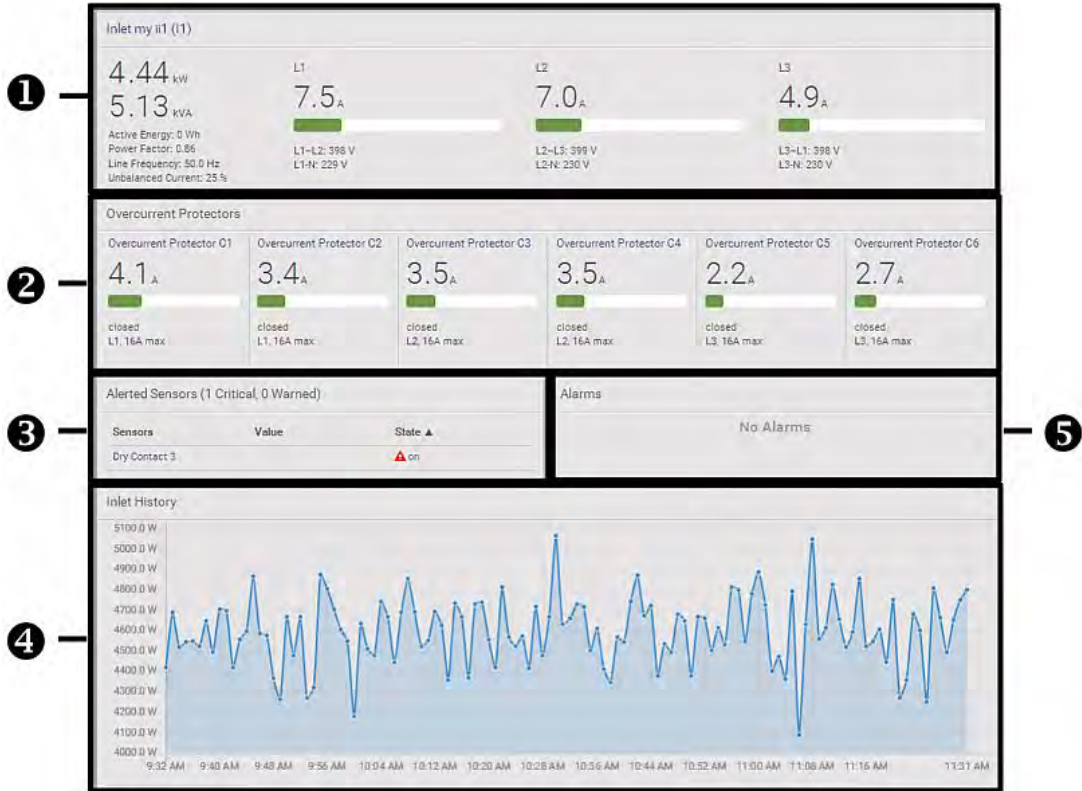 Inlet my ii1 (I1)
❶
4.44 kW
5.13 kVA
Active Energy: 0 Wh
Power Factor: 0.86
Line Frequency: 50.0 Hz
Unbalanced Current: 25 %
L1
7.5 A
L1-L2: 398 V
L1-N: 229 V
L2
7.0 A
L2-L3: 399 V
L2-N: 230 V
L3
4.9 A
L3-L1: 398 V
L3-N: 230 V
❷
Overcurrent Protectors
Overcurrent Protector C1
4.1 A
closed
L1, 16A max
Overcurrent Protector C2
3.4 A
closed
L1, 16A max
Overcurrent Protector C3
3.5 A
closed
L2, 16A max
Overcurrent Protector C4
3.5 A
closed
L2, 16A max
Overcurrent Protector C5
2.2 A
closed
L3, 16A max
Overcurrent Protector C6
2.7 A
closed
L3, 16A max
❸
Alerted Sensors (1 Critical, 0 Warned)
Sensors Value State ▲
Dry Contact 3 on
Alarms
No Alarms
❺
❹
Inlet History
5100.0 W
5000.0 W
4900.0 W
4800.0 W
4700.0 W
4600.0 W
4500.0 W
4400.0 W
4300.0 W
4200.0 W
4100.0 W
4000.0 W
9:32 AM 9:40 AM 9:48 AM 9:56 AM 10:04 AM 10:12 AM 10:20 AM 10:28 AM 10:36 AM 10:44 AM 10:52 AM 11:00 AM 11:08 AM 11:16 AM 11:31 AM